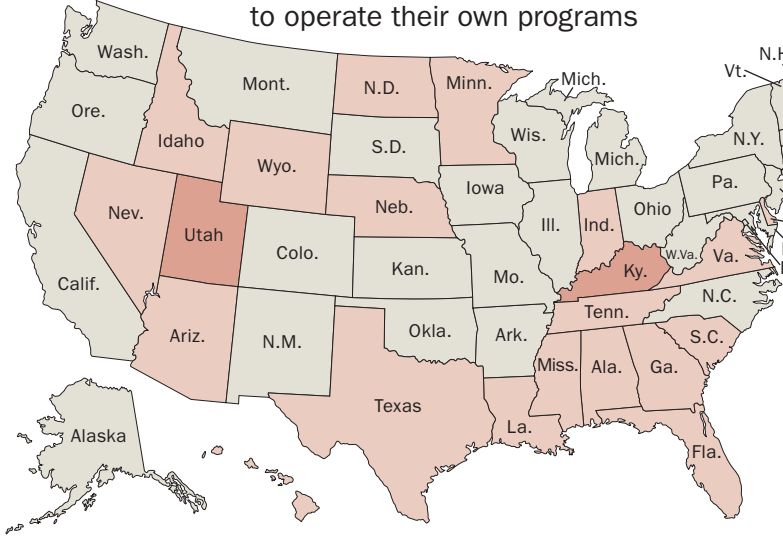 to operate their own programs
Wash.
Mont.
N.D.
Minn.
Mich.
Vt.
N.H
Ore.
Idaho
S.D.
Wis.
Mich.
N.Y.
Wyo.
Iowa
Pa.
Nev.
Utah
Neb.
Ill.
Ind.
Ohio
Colo.
Kan.
Mo.
Ky.
W.Va.
Va.
Calif.
Ariz.
N.M.
Okla.
Ark.
Tenn.
N.C.
S.C.
Miss.
Ala.
Ga.
Texas
La.
Fla.
Alaska